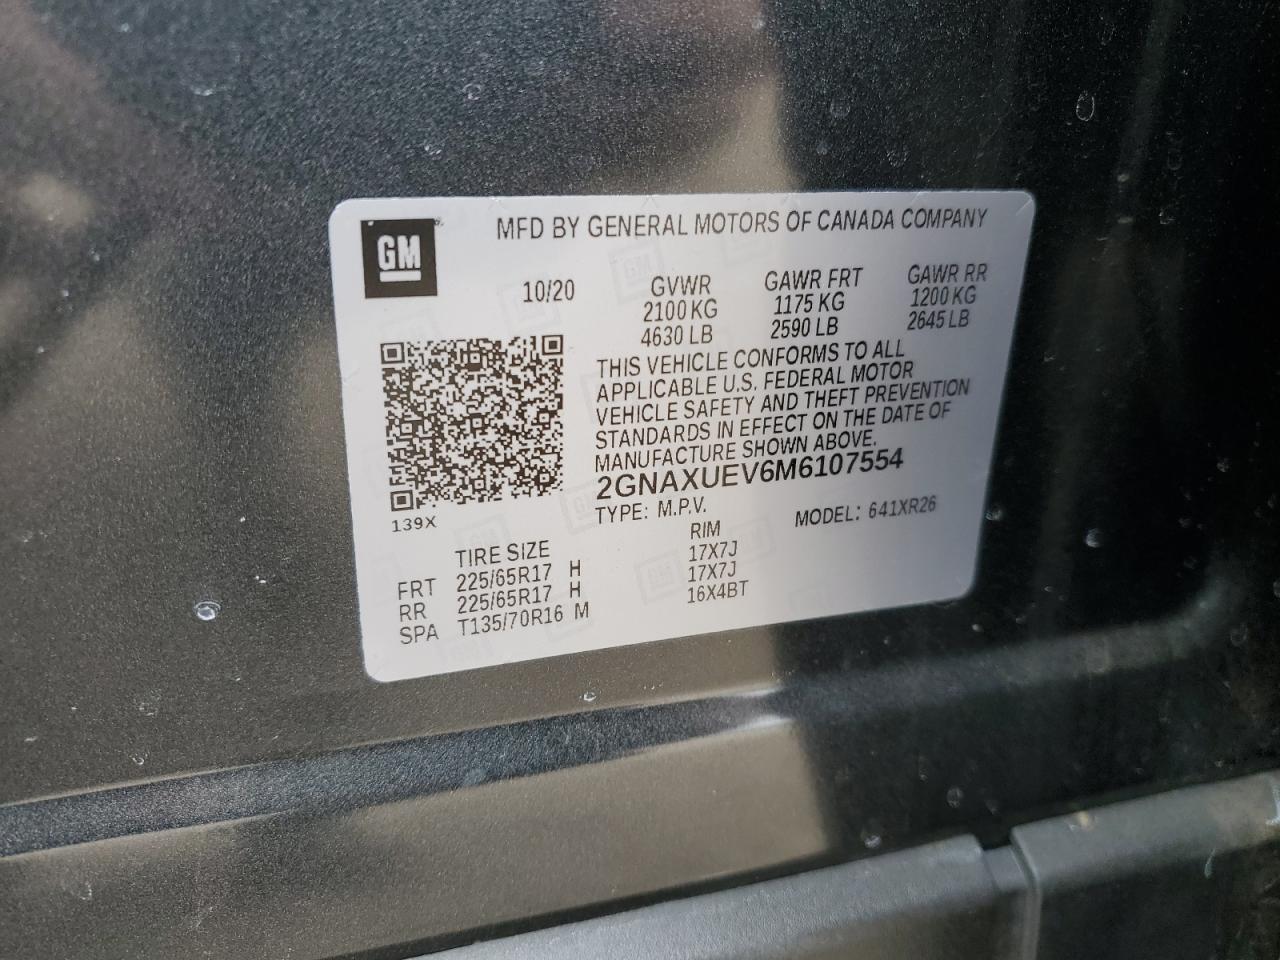 GM
MFD BY GENERAL MOTORS OF CANADA COMPANY
10/20
GVWR GAWR FRT GAWR RR
2100 KG 1175 KG 1200 KG
4630 LB 2590 LB 2645 LB
THIS VEHICLE CONFORMS TO ALL
APPLICABLE U.S. FEDERAL MOTOR
VEHICLE SAFETY AND THEFT PREVENTION
STANDARDS IN EFFECT ON THE DATE OF
MANUFACTURE SHOWN ABOVE.
2GNAXUEV6M6107554
TYPE: M.P.V. MODEL: 641XR26
139X
TIRE SIZE RIM
FRT 225/65R17 H 17X7J
RR 225/65R17 H 17X7J
SPA T135/70R16 M 16X4BT